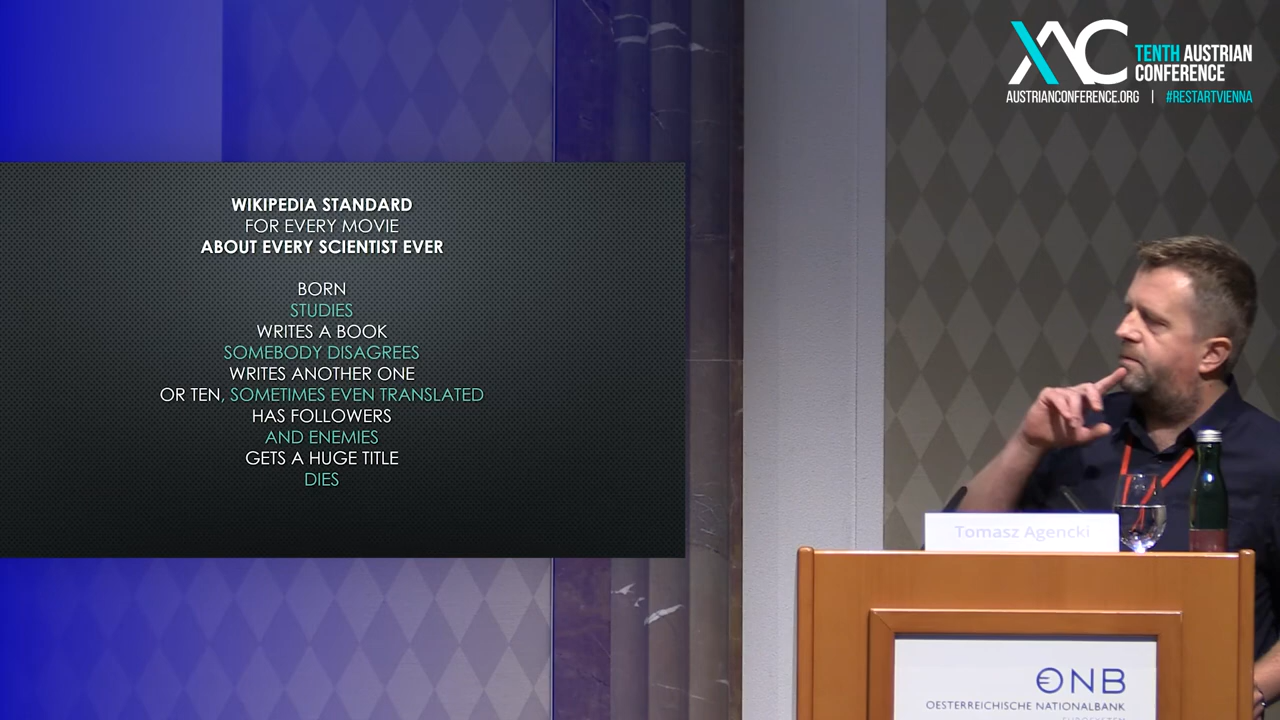 WIKIPEDIA STANDARD
FOR EVERY MOVIE
ABOUT EVERY SCIENTIST EVER
BORN
STUDIES
WRITES A BOOK
SOMEBODY DISAGREES
WRITES ANOTHER ONE
OR TEN, SOMETIMES EVEN TRANSLATED
HAS FOLLOWERS
AND ENEMIES
GETS A HUGE TITLE
DIES
XAC
TENTH AUSTRIAN
CONFERENCE
AUSTRIANCONFERENCE.ORG | #RESTARTVIENNA
Tomasz Agencki
ONB
OESTERREICHISCHE NATIONALBANK